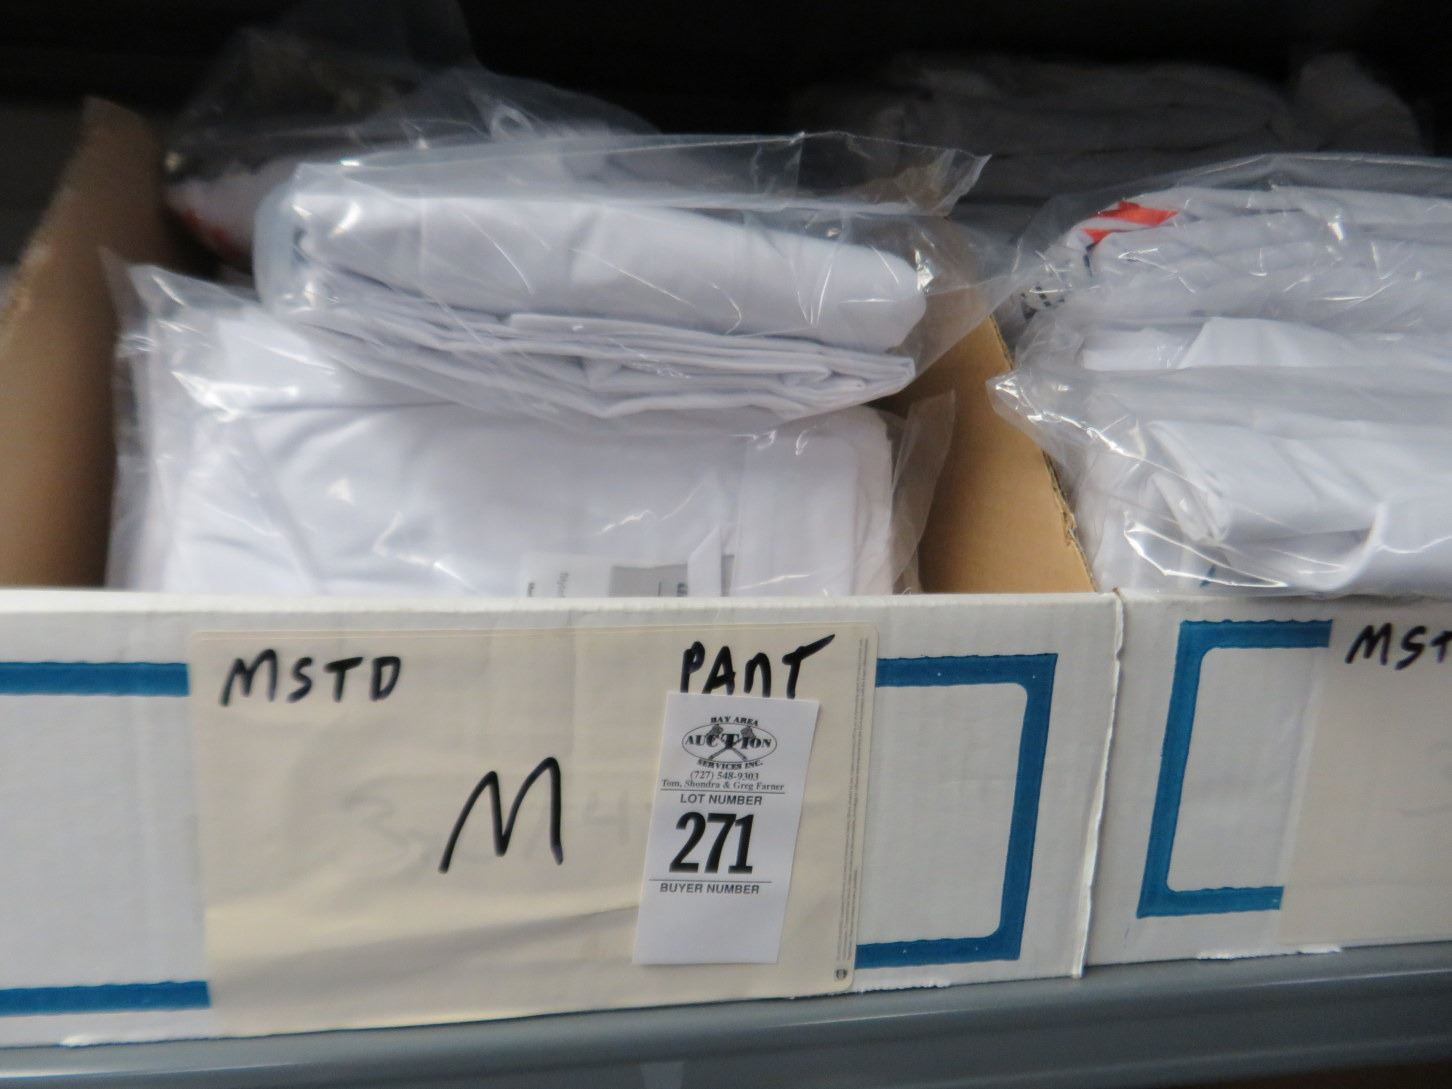 MSTD PANT
M
BAY AREA
AUCTION
SERVICES INC.
(727) 548-9303
Tom, Shondra & Greg Farner
LOT NUMBER
271
BUYER NUMBER
MST